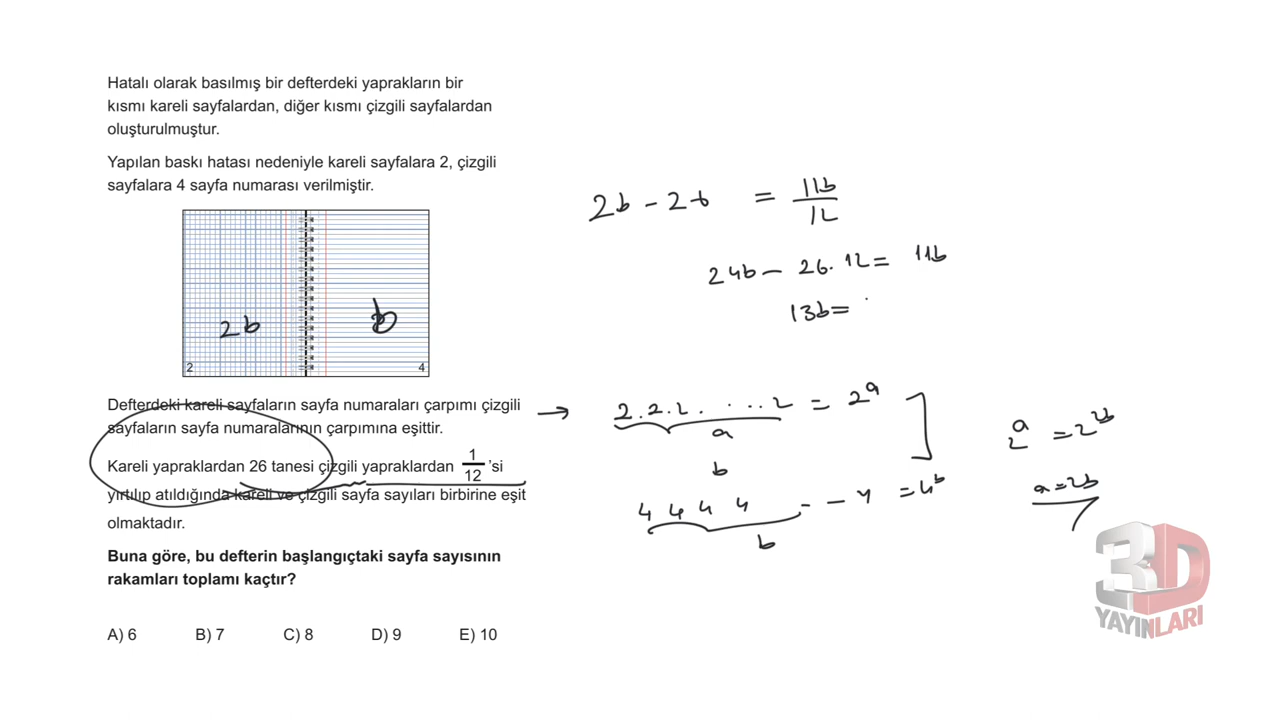 Hatalı olarak basılmış bir defterdeki yaprakların bir
kısmı kareli sayfalardan, diğer kısmı çizgili sayfalardan
oluşturulmuştur.
Yapılan baskı hatası nedeniyle kareli sayfalara 2, çizgili
sayfalara 4 sayfa numarası verilmiştir.
2b
b
2
4
Defterdeki kareli sayfaların sayfa numaraları çarpımı çizgili
sayfaların sayfa numaralarının çarpımına eşittir.
Kareli yapraklardan 26 tanesi çizgili yapraklardan 1/12 'si
yırtılıp atıldığında kareli ve çizgili sayfa sayıları birbirine eşit
olmaktadır.
Buna göre, bu defterin başlangıçtaki sayfa sayısının
rakamları toplamı kaçtır?
A) 6 B) 7 C) 8 D) 9 E) 10
2b - 26 = 11b/12
24b - 26.12 = 11b
13b =
2.2.2. . ..2 = 2^a
a
b
4 4 4 4 - - 4 = 4^b
b
2^a = 2^2b
a = 2b
3D
YAYINLARI